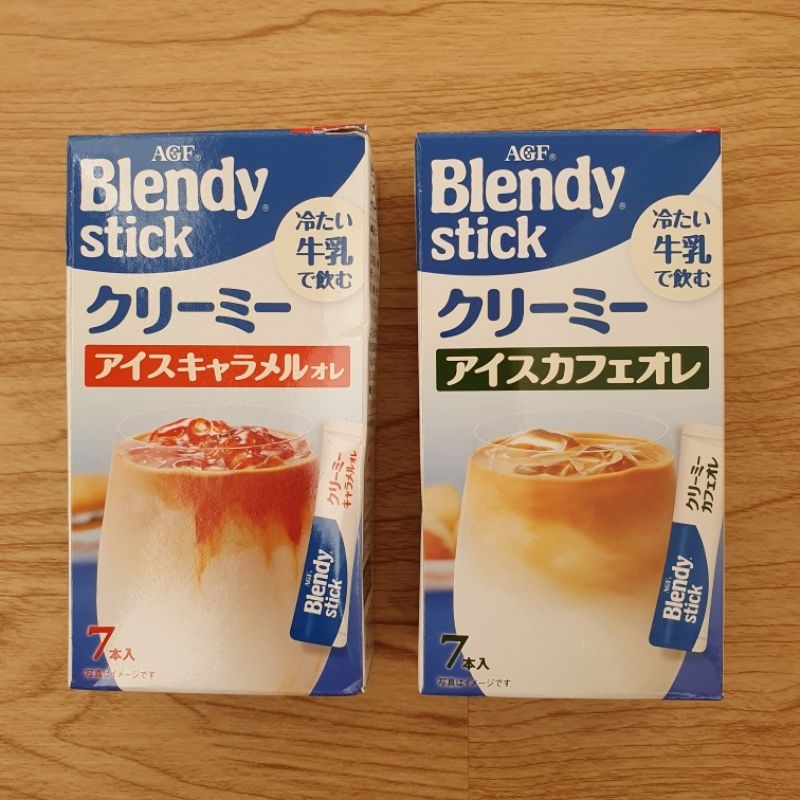 AGF®
Blendy®
stick
冷たい
牛乳
で飲む
クリーミー
アイスキャラメルオレ
クリーミー
キャラメルオレ
AGF
Blendy
stick
7本入
写真はイメージです
AGF®
Blendy®
stick
冷たい
牛乳
で飲む
クリーミー
アイスカフェオレ
クリーミー
カフェオレ
AGF
Blendy
stick
7本入
写真はイメージです